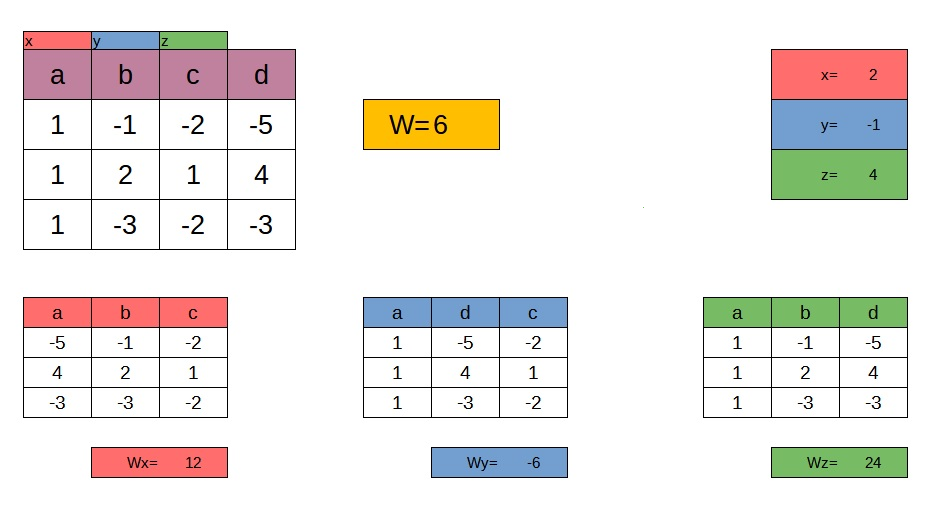 x y z
a b c d
x= 2
1 -1 -2 -5
W=6
y= -1
1 2 1 4
z= 4
1 -3 -2 -3
a b c
a d c
a b d
-5 -1 -2
1 -5 -2
1 -1 -5
4 2 1
1 4 1
1 2 4
-3 -3 -2
1 -3 -2
1 -3 -3
Wx= 12
Wy= -6
Wz= 24